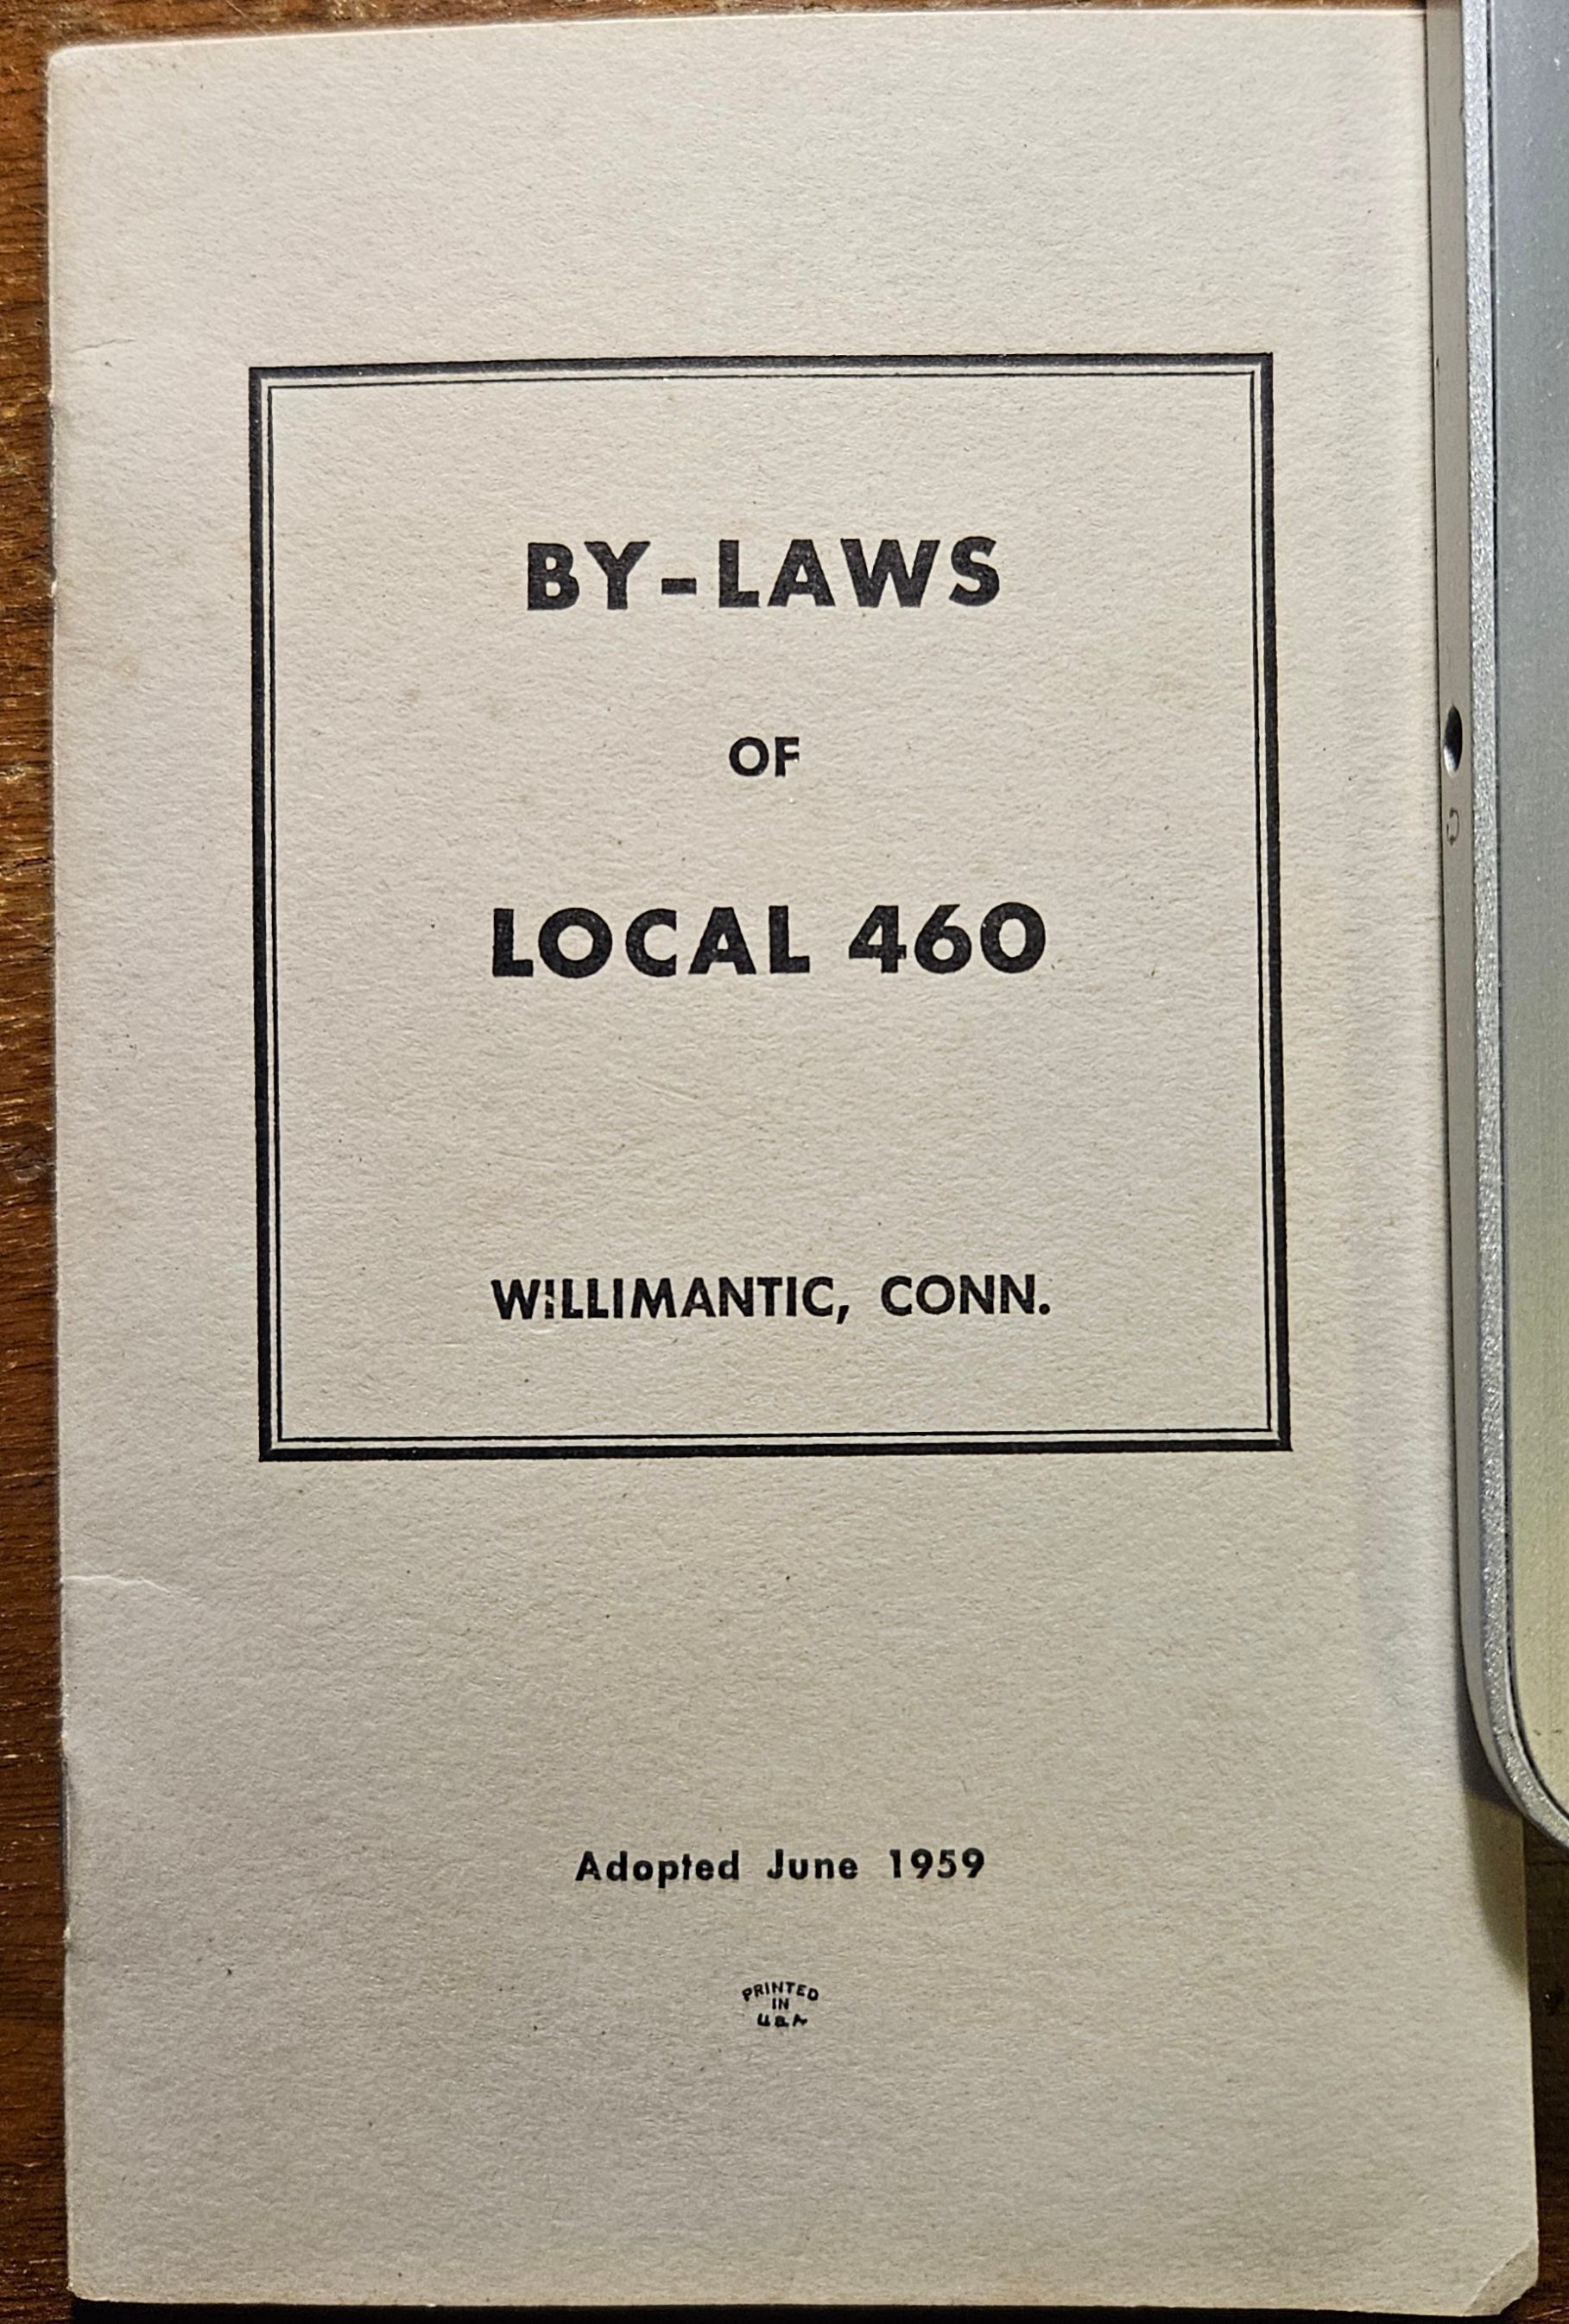 BY-LAWS
OF
LOCAL 460
WILLIMANTIC, CONN.
Adopted June 1959
PRINTED
IN
U.S.A.